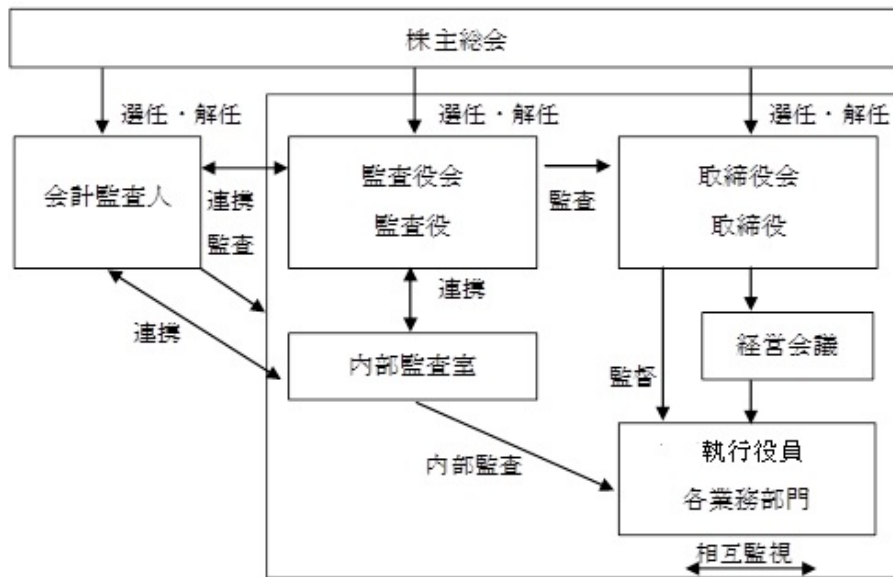 株主総会
選任・解任
選任・解任
選任・解任
会計監査人
連携
監査
監査役会
監査役
監査
取締役会
取締役
連携
連携
内部監査室
監督
経営会議
内部監査
執行役員
各業務部門
相互監視